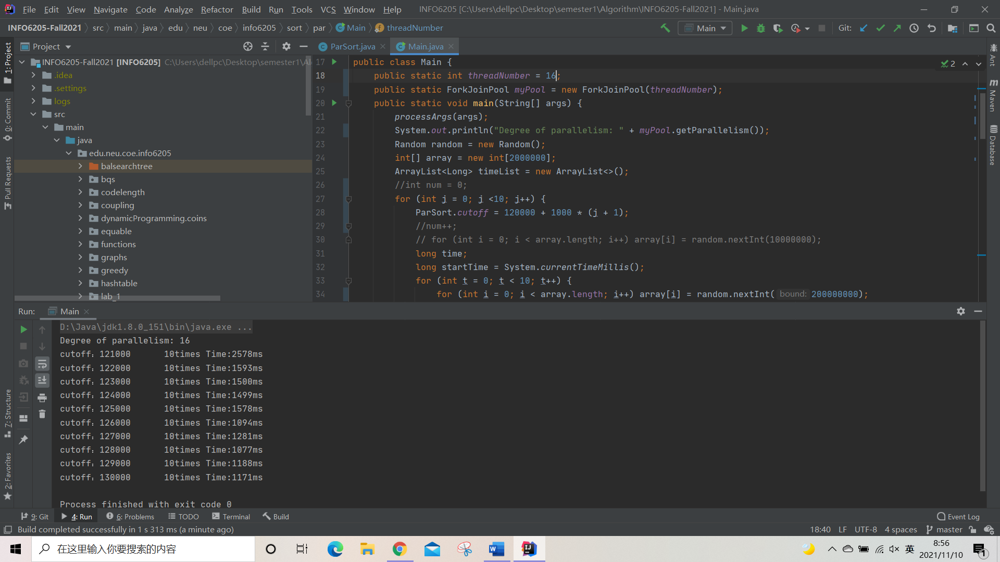 File Edit View Navigate Code Analyze Refactor Build Run Tools VCS Window Help INFO6205 [C:\Users\dellpc\Desktop\semester1\Algorithm\INFO6205-Fall2021] - Main.java
INFO6205-Fall2021 src main java edu neu coe info6205 sort par Main threadNumber
Main Git:
Project
ParSort.java Main.java
INFO6205-Fall2021 [INFO6205] C:\Users\dellpc\Desktop\semester1\Al
.idea
.settings
logs
src
main
java
edu.neu.coe.info6205
balsearchtree
bqs
codelength
coupling
dynamicProgramming.coins
equable
functions
graphs
greedy
hashtable
lab_1
17 public class Main {
18 public static int threadNumber = 16;
19 public static ForkJoinPool myPool = new ForkJoinPool(threadNumber);
20 public static void main(String[] args) {
21 processArgs(args);
22 System.out.println("Degree of parallelism: " + myPool.getParallelism());
23 Random random = new Random();
24 int[] array = new int[2000000];
25 ArrayList<Long> timeList = new ArrayList<>();
26 //int num = 0;
27 for (int j = 0; j <10; j++) {
28 ParSort.cutoff = 120000 + 1000 * (j + 1);
29 //num++;
30 // for (int i = 0; i < array.length; i++) array[i] = random.nextInt(10000000);
31 long time;
32 long startTime = System.currentTimeMillis();
33 for (int t = 0; t < 10; t++) {
34 for (int i = 0; i < array.length; i++) array[i] = random.nextInt( bound: 200000000);
2
1: Project
0: Commit
Pull Requests
7: Structure
2: Favorites
Ant
Maven
Database
Run: Main
D:\Java\jdk1.8.0_151\bin\java.exe ...
Degree of parallelism: 16
cutoff：121000 10times Time:2578ms
cutoff：122000 10times Time:1593ms
cutoff：123000 10times Time:1500ms
cutoff：124000 10times Time:1499ms
cutoff：125000 10times Time:1578ms
cutoff：126000 10times Time:1094ms
cutoff：127000 10times Time:1281ms
cutoff：128000 10times Time:1077ms
cutoff：129000 10times Time:1188ms
cutoff：130000 10times Time:1171ms
Process finished with exit code 0
9: Git 4: Run 6: Problems TODO Terminal Build Event Log
Build completed successfully in 1 s 313 ms (a minute ago) 18:40 LF UTF-8 4 spaces master
在这里输入你要搜索的内容
英
8:56
2021/11/10
1